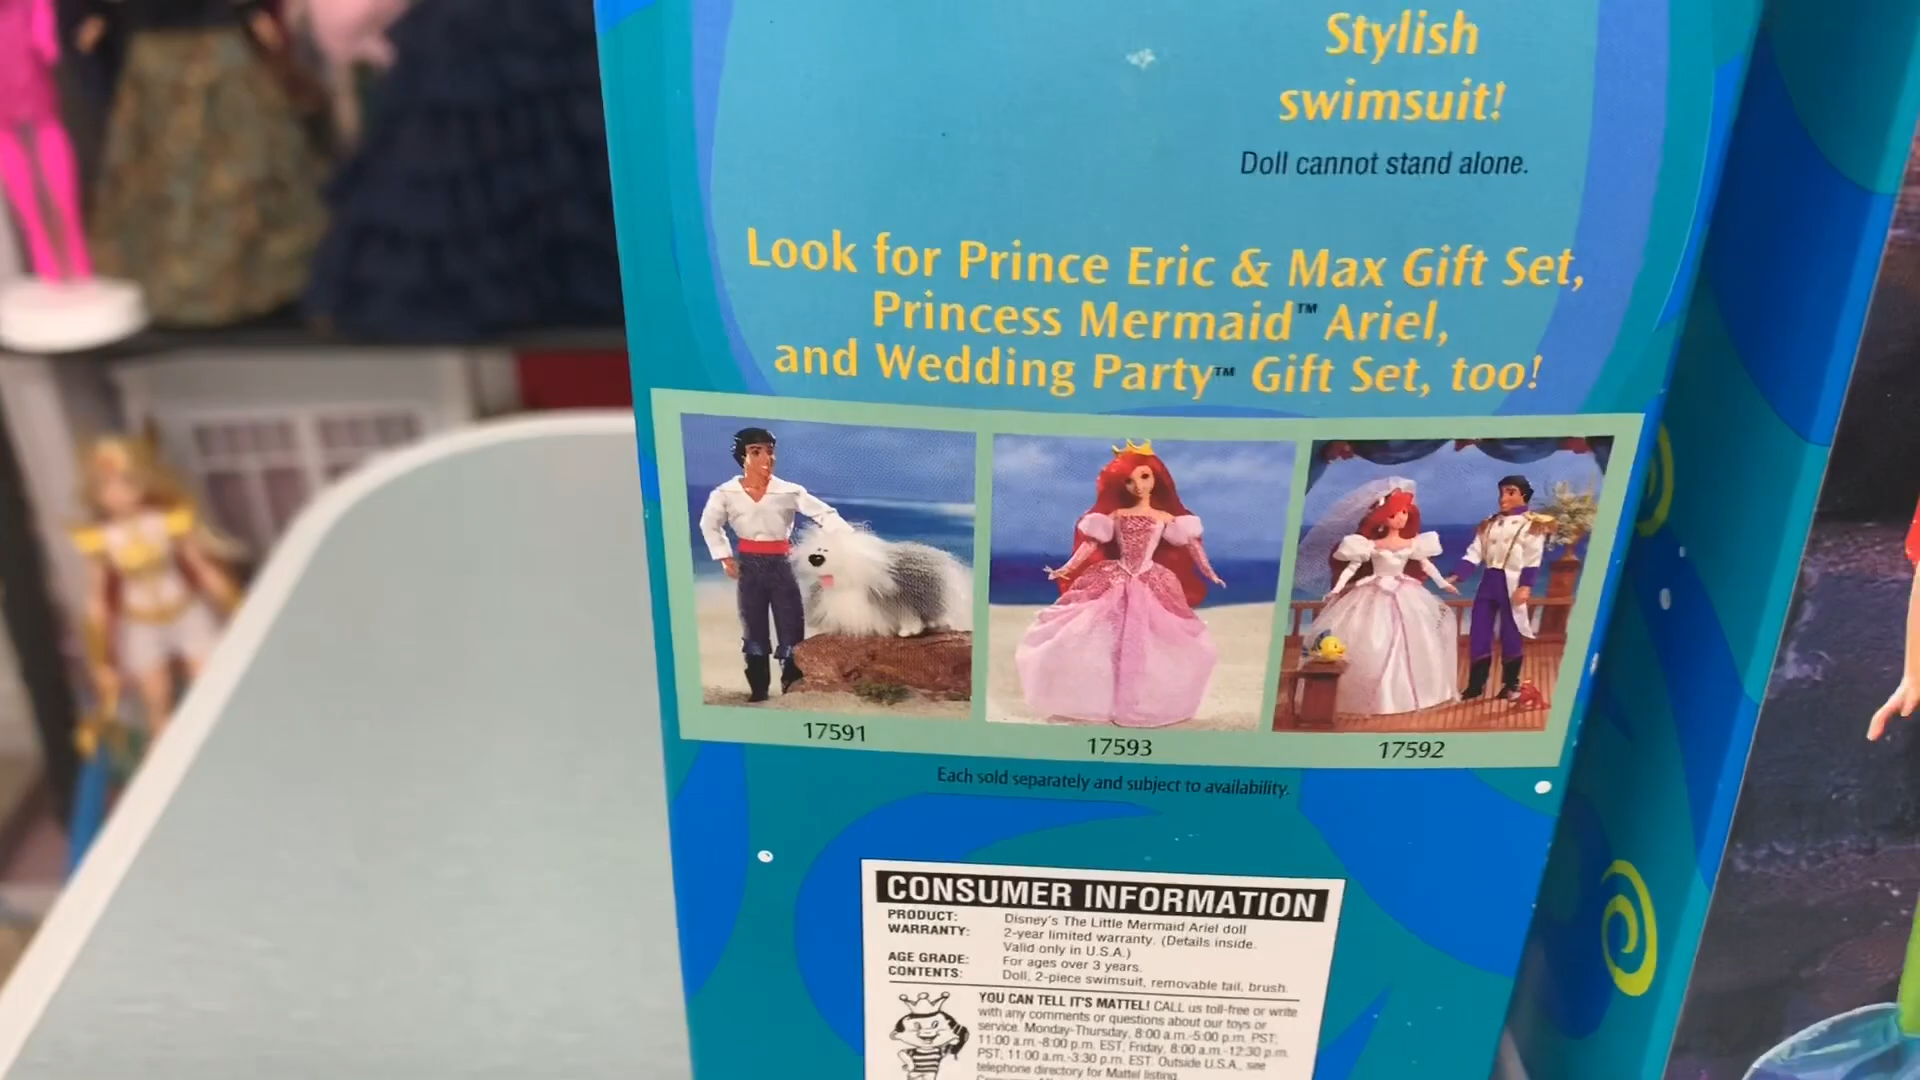 Stylish
swimsuit!
Doll cannot stand alone.
Look for Prince Eric & Max Gift Set,
Princess Mermaid™ Ariel,
and Wedding Party™ Gift Set, too!
17591
17593
17592
Each sold separately and subject to availability.
CONSUMER INFORMATION
PRODUCT: Disney's The Little Mermaid Ariel doll
WARRANTY: 2-year limited warranty. (Details inside.
Valid only in U.S.A.)
AGE GRADE: For ages over 3 years.
CONTENTS: Doll, 2-piece swimsuit, removable tail, brush.
YOU CAN TELL IT'S MATTEL! CALL us toll-free or write
with any comments or questions about our toys or
service. Monday-Thursday, 8:00 a.m.-5:00 p.m. PST;
11:00 a.m.-8:00 p.m. EST; Friday, 8:00 a.m.-12:30 p.m.
PST; 11:00 a.m.-3:30 p.m. EST. Outside U.S.A., see
telephone directory for Mattel listing.